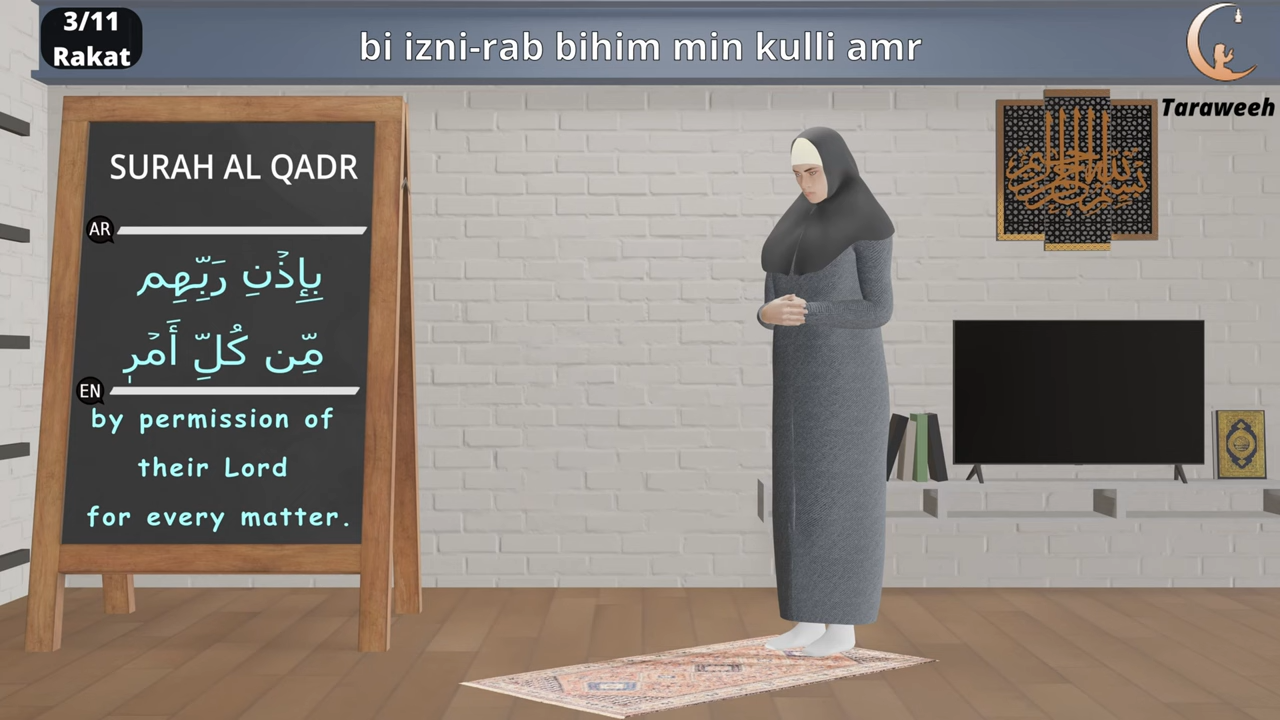 3/11
Rakat
bi izni-rab bihim min kulli amr
Taraweeh
SURAH AL QADR
AR
بِإِذۡنِ رَبِّهِم
مِّن كُلِّ أَمۡرٖ
EN
by permission of
their Lord
for every matter.